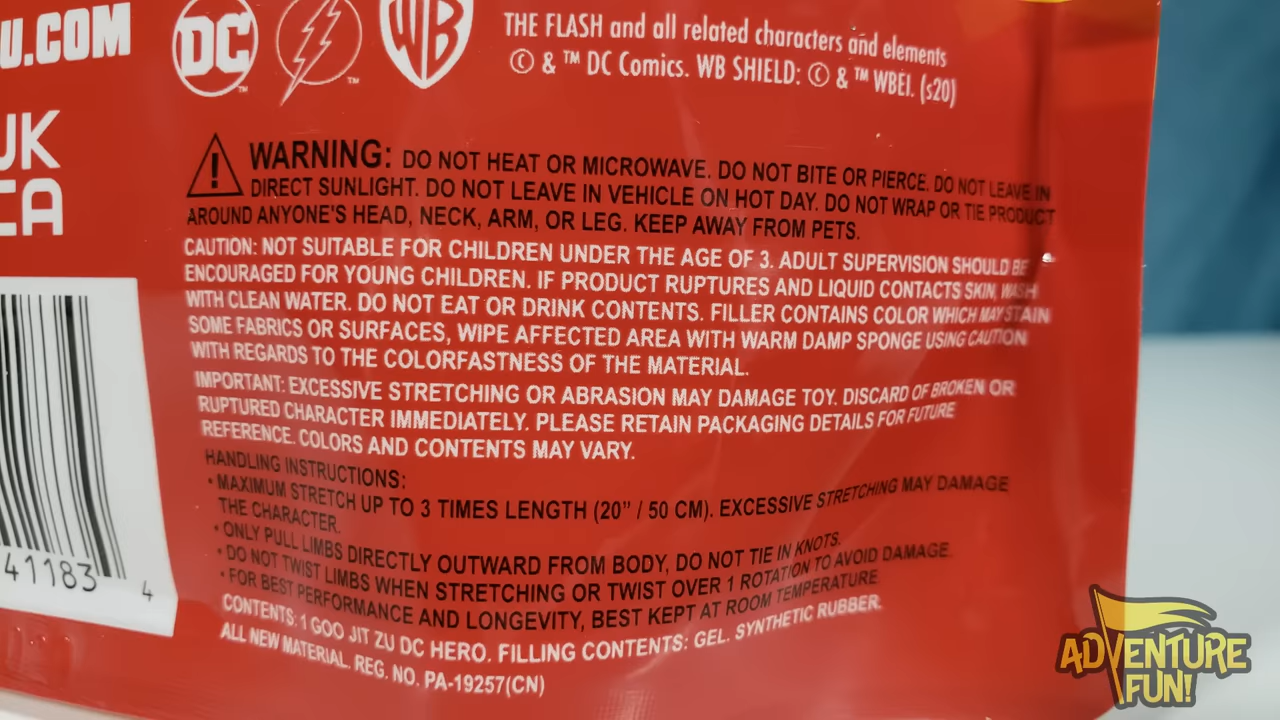 U.COM
DC
™
™
WB
THE FLASH and all related characters and elements
© & ™ DC Comics. WB SHIELD: © & ™ WBEI. (s20)
UK
CA
WARNING: DO NOT HEAT OR MICROWAVE. DO NOT BITE OR PIERCE. DO NOT LEAVE IN
DIRECT SUNLIGHT. DO NOT LEAVE IN VEHICLE ON HOT DAY. DO NOT WRAP OR TIE PRODUCT
AROUND ANYONE'S HEAD, NECK, ARM, OR LEG. KEEP AWAY FROM PETS.
CAUTION: NOT SUITABLE FOR CHILDREN UNDER THE AGE OF 3. ADULT SUPERVISION SHOULD BE
ENCOURAGED FOR YOUNG CHILDREN. IF PRODUCT RUPTURES AND LIQUID CONTACTS SKIN, WASH
WITH CLEAN WATER. DO NOT EAT OR DRINK CONTENTS. FILLER CONTAINS COLOR WHICH MAY STAIN
SOME FABRICS OR SURFACES, WIPE AFFECTED AREA WITH WARM DAMP SPONGE USING CAUTION
WITH REGARDS TO THE COLORFASTNESS OF THE MATERIAL.
IMPORTANT: EXCESSIVE STRETCHING OR ABRASION MAY DAMAGE TOY. DISCARD OF BROKEN OR
RUPTURED CHARACTER IMMEDIATELY. PLEASE RETAIN PACKAGING DETAILS FOR FUTURE
REFERENCE. COLORS AND CONTENTS MAY VARY.
HANDLING INSTRUCTIONS:
• MAXIMUM STRETCH UP TO 3 TIMES LENGTH (20” / 50 CM). EXCESSIVE STRETCHING MAY DAMAGE
THE CHARACTER.
• ONLY PULL LIMBS DIRECTLY OUTWARD FROM BODY, DO NOT TIE IN KNOTS.
• DO NOT TWIST LIMBS WHEN STRETCHING OR TWIST OVER 1 ROTATION TO AVOID DAMAGE.
• FOR BEST PERFORMANCE AND LONGEVITY, BEST KEPT AT ROOM TEMPERATURE
CONTENTS: 1 GOO JIT ZU DC HERO. FILLING CONTENTS: GEL. SYNTHETIC RUBBER.
ALL NEW MATERIAL. REG. NO. PA-19257(CN)
41183 4
ADVENTURE
FUN!